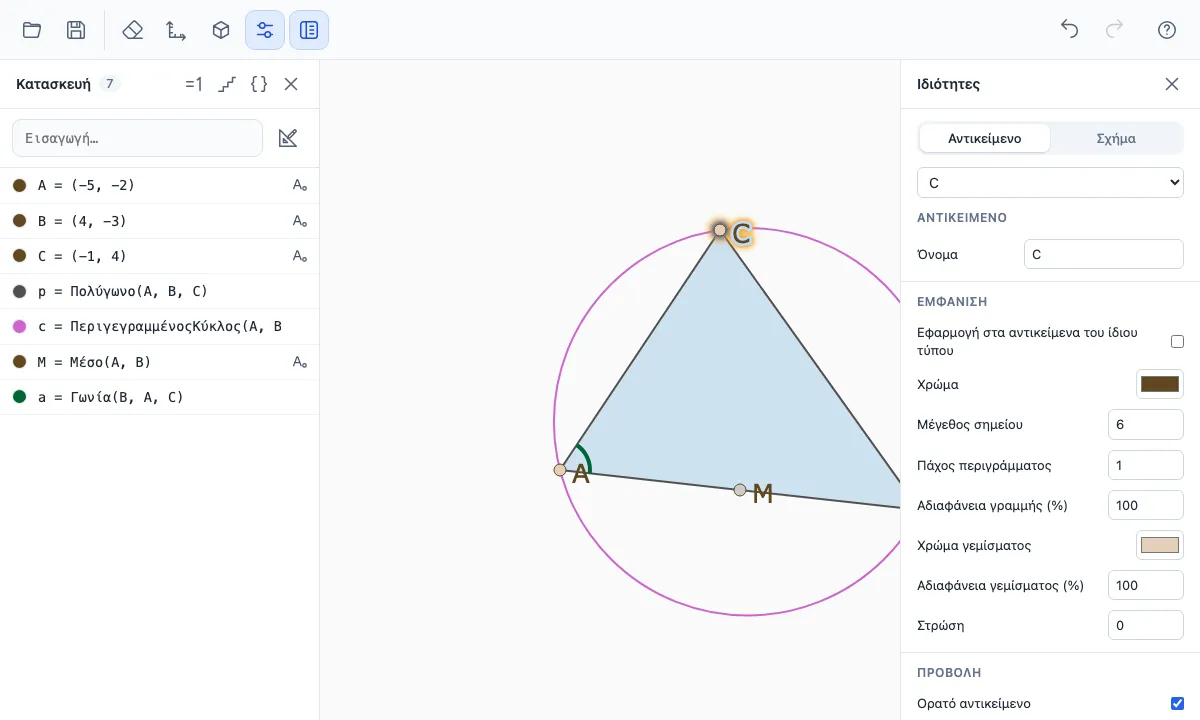 Κατασκευή 7
=1 {}
Εισαγωγή…
A = (−5, −2)
B = (4, −3)
C = (−1, 4)
p = Πολύγωνο(A, B, C)
c = ΠεριγεγραμμένοςΚύκλος(A, B
M = Μέσο(A, B)
a = Γωνία(B, A, C)
C
A
M
Ιδιότητες
Αντικείμενο Σχήμα
C
ΑΝΤΙΚΕΙΜΕΝΟ
Όνομα C
ΕΜΦΑΝΙΣΗ
Εφαρμογή στα αντικείμενα του ίδιου
τύπου
Χρώμα
Μέγεθος σημείου 6
Πάχος περιγράμματος 1
Αδιαφάνεια γραμμής (%) 100
Χρώμα γεμίσματος
Αδιαφάνεια γεμίσματος (%) 100
Στρώση 0
ΠΡΟΒΟΛΗ
Ορατό αντικείμενο